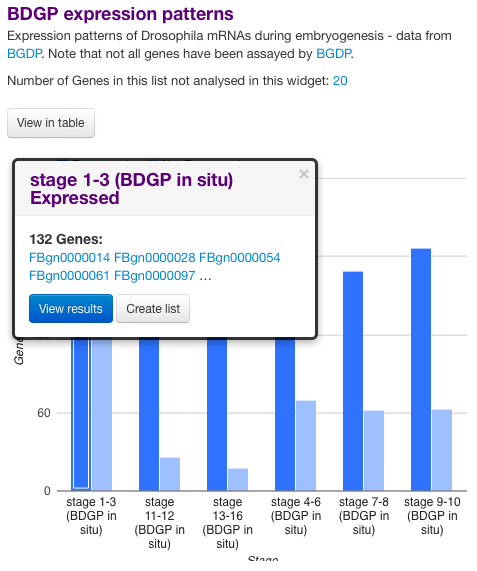 BDGP expression patterns
Expression patterns of Drosophila mRNAs during embryogenesis - data from
BGDP. Note that not all genes have been assayed by BGDP.
Number of Genes in this list not analysed in this widget: 20
View in table
stage 1-3 (BDGP in situ)
Expressed
×
132 Genes:
FBgn0000014 FBgn0000028 FBgn0000054
FBgn0000061 FBgn0000097 ...
View results
Create list
60
0
stage 1-3
(BDGP in
situ)
stage
11-12
(BDGP in
situ)
stage
13-16
(BDGP in
situ)
stage 4-6
(BDGP in
situ)
stage 7-8
(BDGP in
situ)
stage 9-10
(BDGP in
situ)
Stage